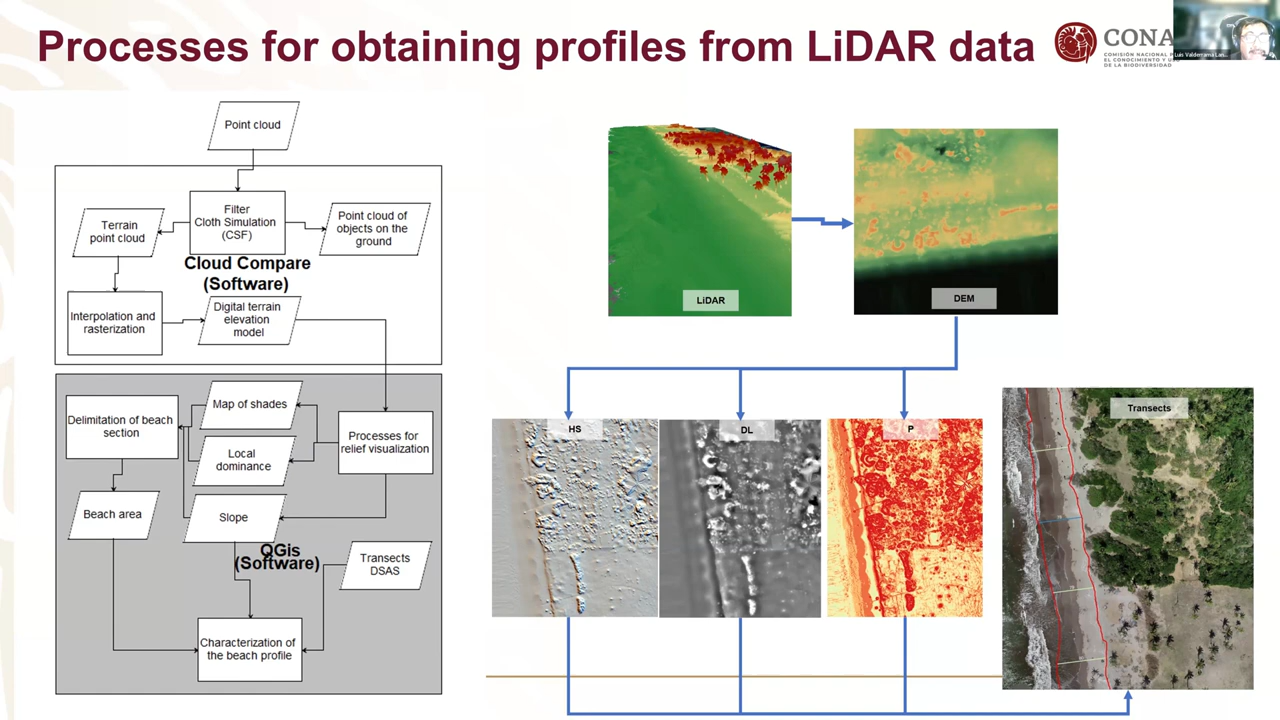 Processes for obtaining profiles from LiDAR data
CONA
COMISIÓN NACIONAL
EL CONOCIMIENTO Y U
DE LA BIODIVERSIDAD
Luis Valderrama Lan...
Point cloud
Filter
Cloth Simulation
(CSF)
Terrain
point cloud
Point cloud of
objects on the
ground
Cloud Compare
(Software)
Interpolation and
rasterization
Digital terrain
elevation
model
Delimitation of beach
section
Map of shades
Local
dominance
Processes for
relief visualization
Beach area
Slope
QGis
(Software)
Transects
DSAS
Characterization of
the beach profile
LiDAR
DEM
HS
DL
P
Transects